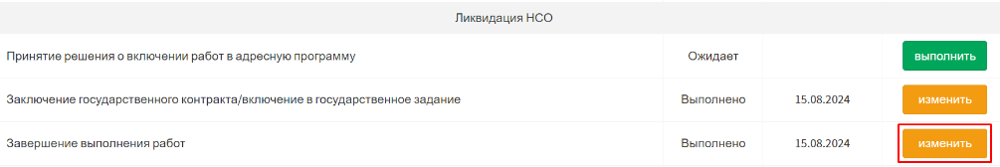 Ликвидация НСО
Принятие решения о включении работ в адресную программу Ожидает выполнить
Заключение государственного контракта/включение в государственное задание Выполнено 15.08.2024 изменить
Завершение выполнения работ Выполнено 15.08.2024 изменить